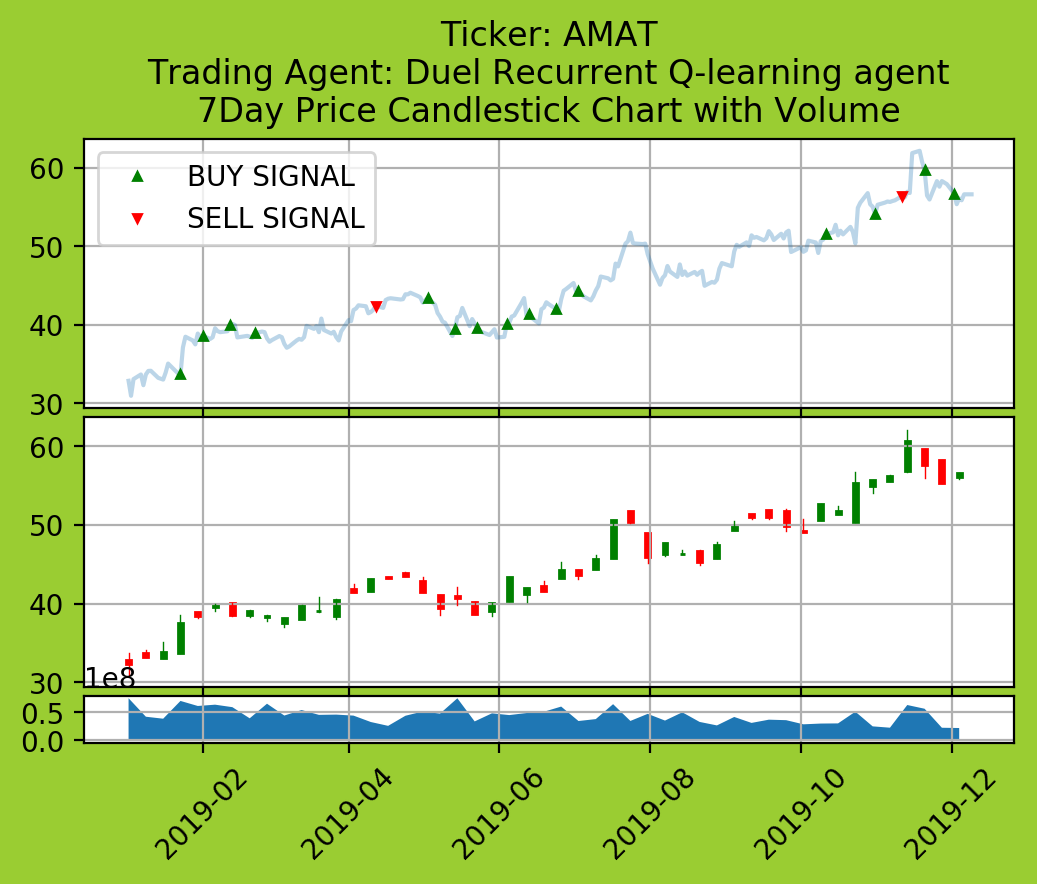 Ticker: AMAT
Trading Agent: Duel Recurrent Q-learning agent
7Day Price Candlestick Chart with Volume
60
50
40
30
BUY SIGNAL
SELL SIGNAL
60
50
40
30
1e8
0.5
0.0
2019-02
2019-04
2019-06
2019-08
2019-10
2019-12